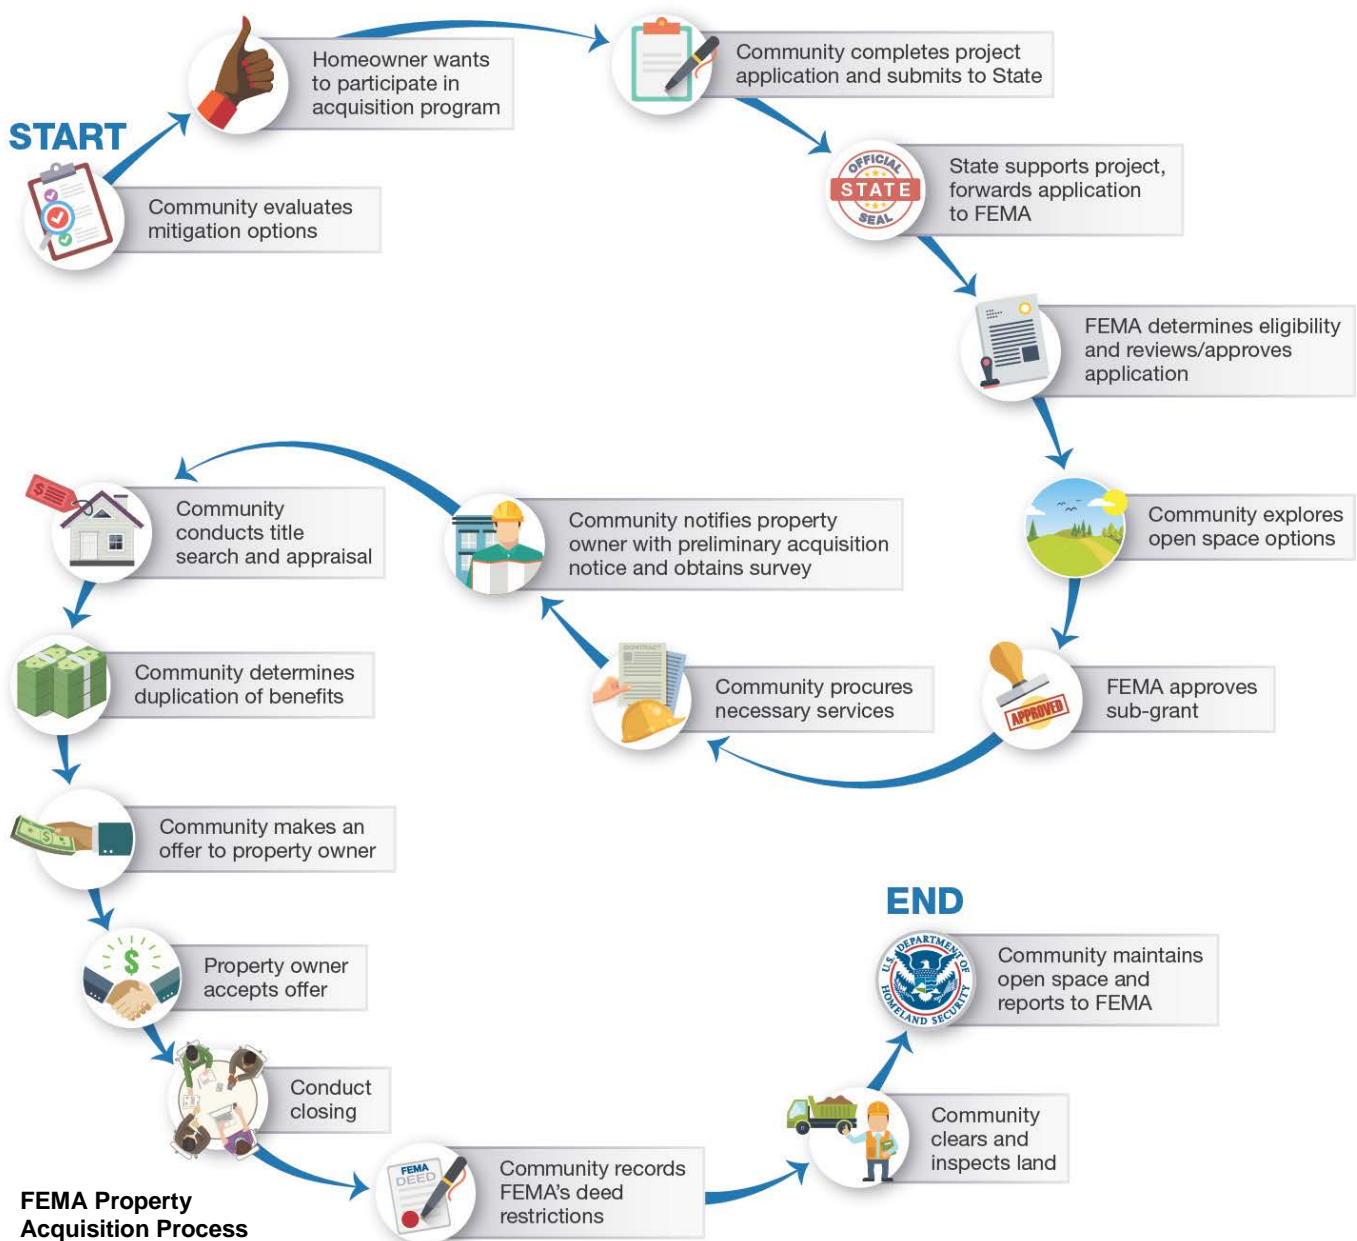 START
Community evaluates
mitigation options
Homeowner wants
to participate in
acquisition program
Community completes project
application and submits to State
OFFICIAL
STATE
SEAL
State supports project,
forwards application
to FEMA
FEMA determines eligibility
and reviews/approves
application
Community explores
open space options
APPROVED
FEMA approves
sub-grant
CONTRACT
Community procures
necessary services
Community notifies property
owner with preliminary acquisition
notice and obtains survey
$
Community
conducts title
search and appraisal
Community determines
duplication of benefits
$
Community makes an
offer to property owner
$
Property owner
accepts offer
Conduct
closing
FEMA
DEED
Community records
FEMA's deed
restrictions
Community
clears and
inspects land
END
U.S. DEPARTMENT OF
HOMELAND SECURITY
Community maintains
open space and
reports to FEMA
FEMA Property
Acquisition Process